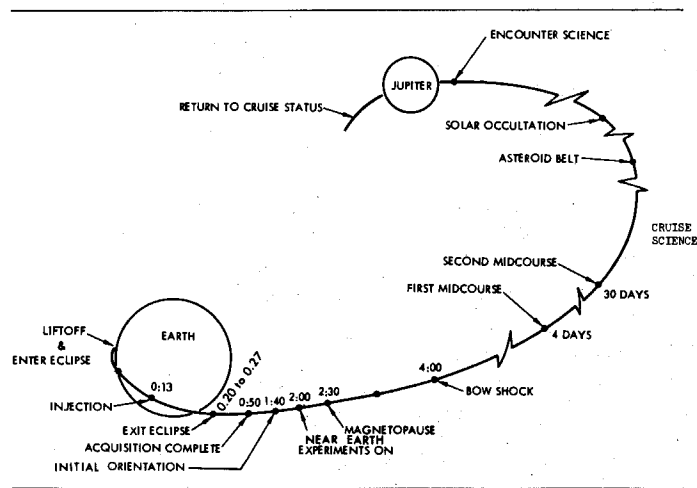 ENCOUNTER SCIENCE
JUPITER
RETURN TO CRUISE STATUS
SOLAR OCCULTATION
ASTEROID BELT
CRUISE
SCIENCE
SECOND MIDCOURSE
30 DAYS
FIRST MIDCOURSE
4 DAYS
LIFTOFF
&
ENTER ECLIPSE
EARTH
0:13
INJECTION
0.20 to 0.27
EXIT ECLIPSE
0:50
ACQUISITION COMPLETE
1:40
INITIAL ORIENTATION
2:00
NEAR EARTH
EXPERIMENTS ON
2:30
MAGNETOPAUSE
4:00
BOW SHOCK